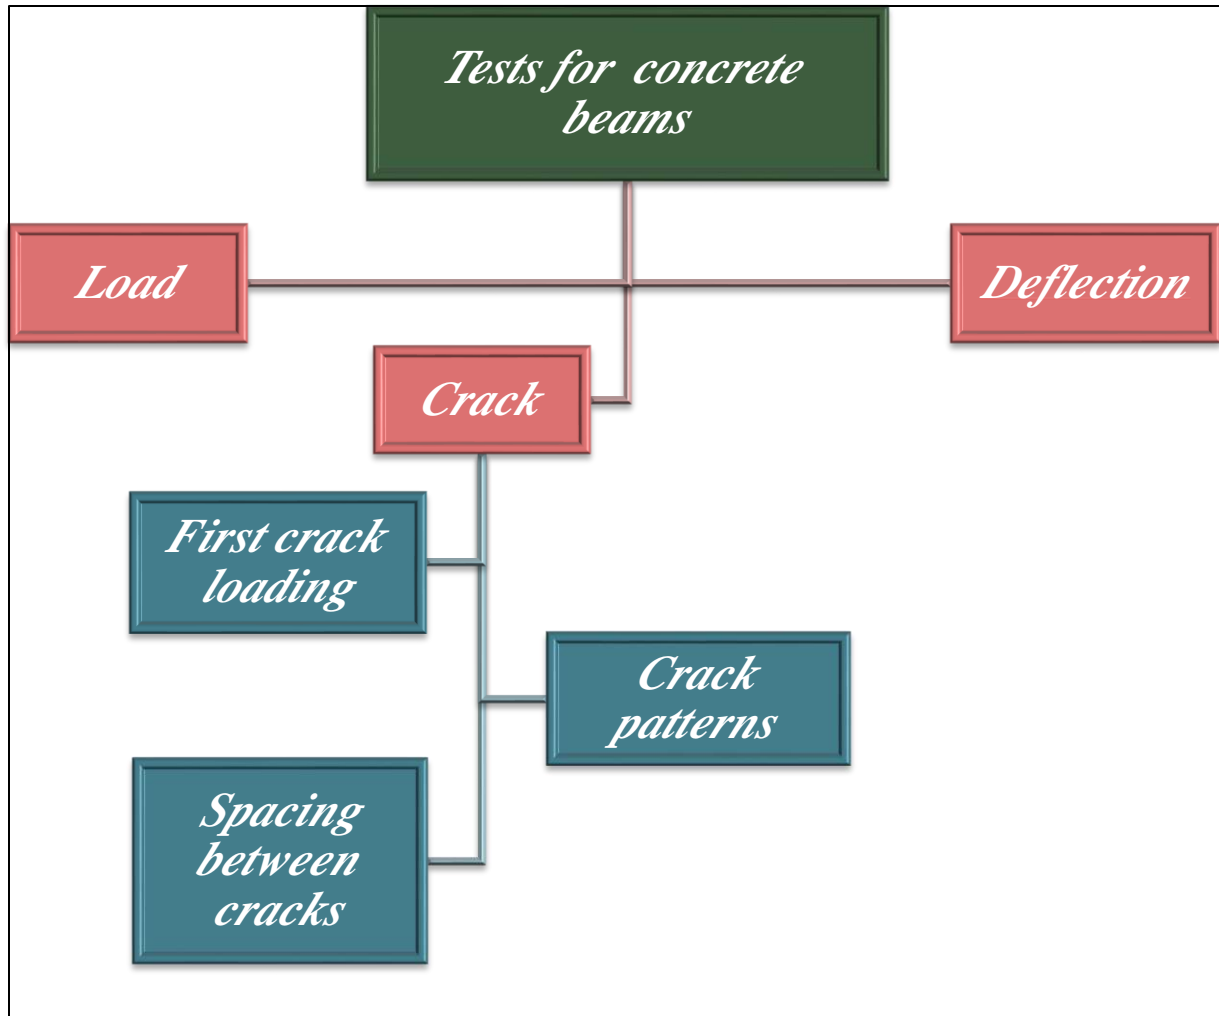 Tests for concrete
beams
Load
Deflection
Crack
First crack
loading
Crack
patterns
Spacing
between
cracks